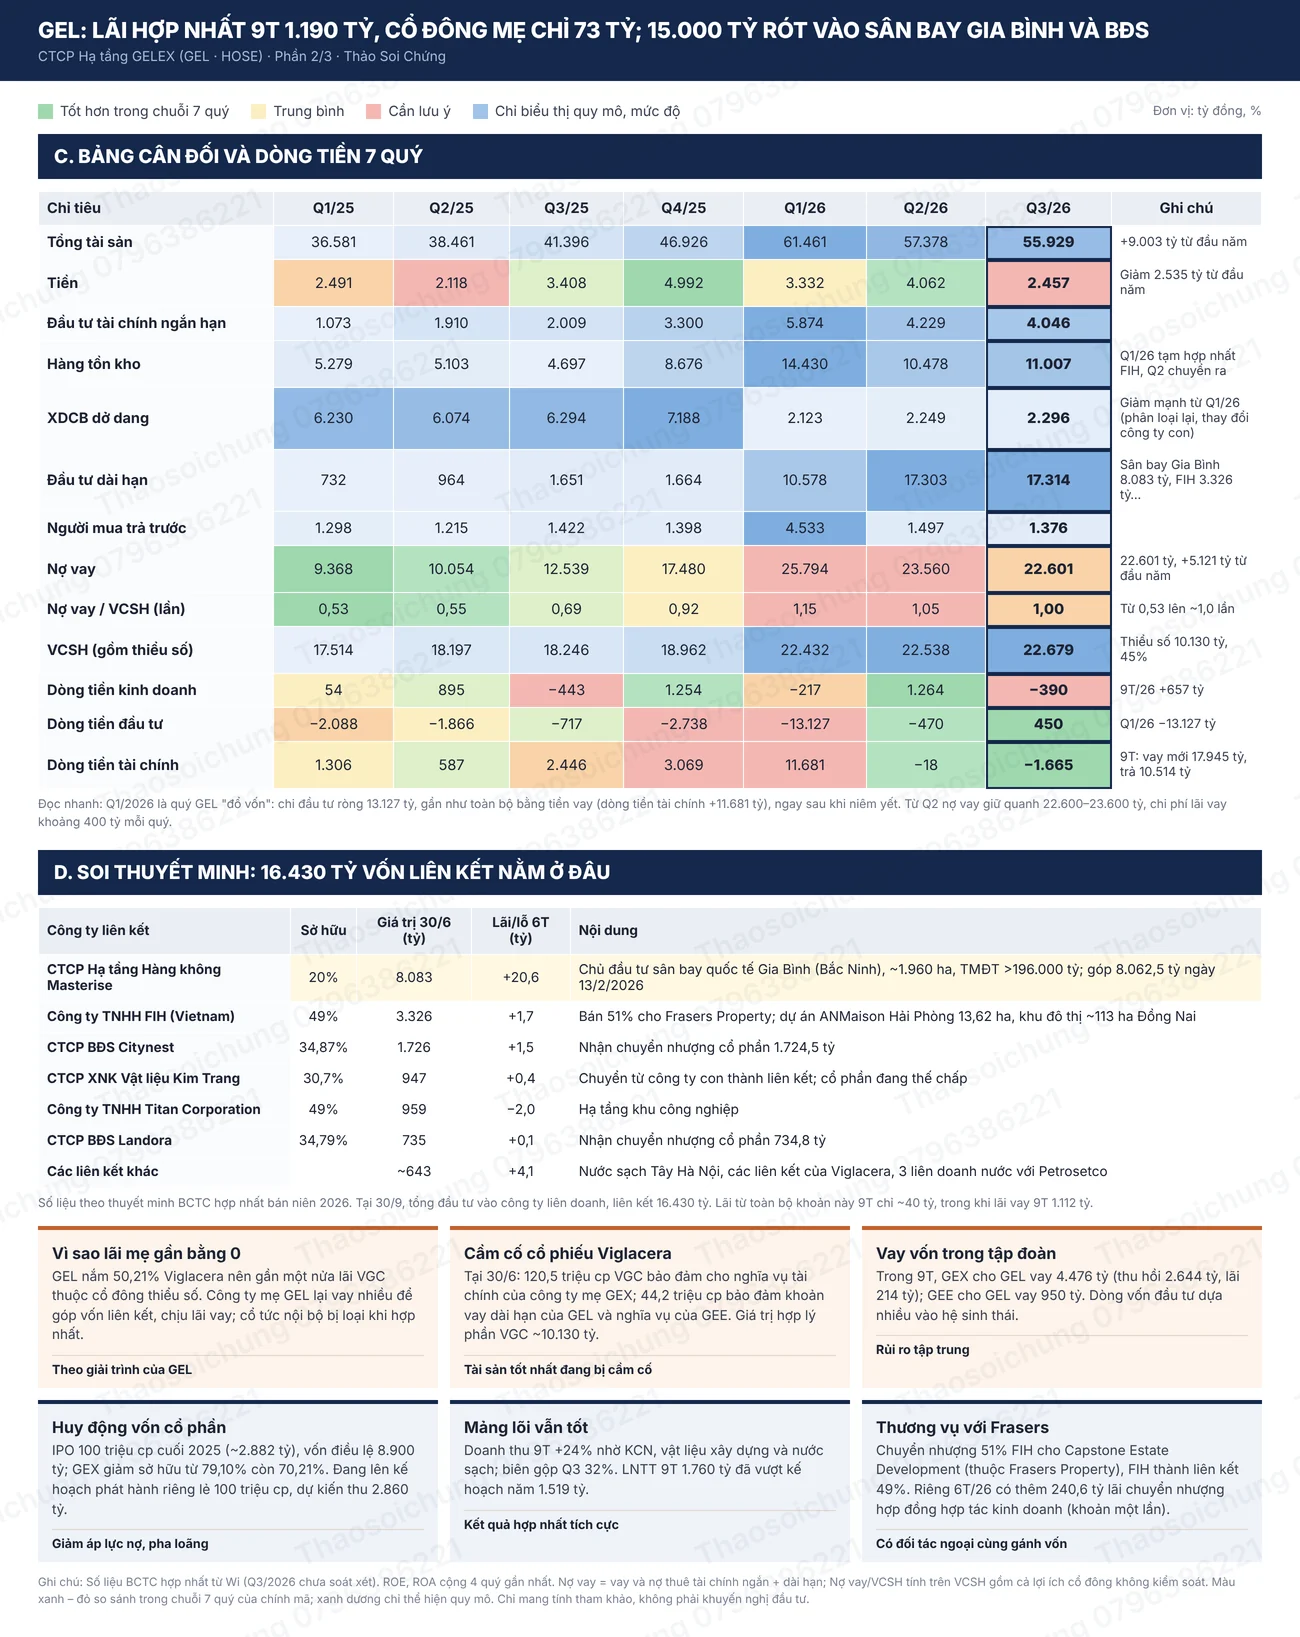 GEL: LÃI HỢP NHẤT 9T 1.190 TỶ, CỔ ĐÔNG MẸ CHỈ 73 TỶ; 15.000 TỶ RÓT VÀO SÂN BAY GIA BÌNH VÀ BĐS
CTCP Hạ tầng GELEX (GEL · HOSE) · Phần 2/3 · Thảo Soi Chứng
Tốt hơn trong chuỗi 7 quý Trung bình Cần lưu ý Chỉ biểu thị quy mô, mức độ Đơn vị: tỷ đồng, %
C. BẢNG CÂN ĐỐI VÀ DÒNG TIỀN 7 QUÝ
Chỉ tiêu Q1/25 Q2/25 Q3/25 Q4/25 Q1/26 Q2/26 Q3/26 Ghi chú
Tổng tài sản 36.581 38.461 41.396 46.926 61.461 57.378 55.929 +9.003 tỷ từ đầu năm
Tiền 2.491 2.118 3.408 4.992 3.332 4.062 2.457 Giảm 2.535 tỷ từ đầu
năm
Đầu tư tài chính ngắn hạn 1.073 1.910 2.009 3.300 5.874 4.229 4.046
Hàng tồn kho 5.279 5.103 4.697 8.676 14.430 10.478 11.007 Q1/26 tạm hợp nhất
FIH, Q2 chuyển ra
XDCB dở dang 6.230 6.074 6.294 7.188 2.123 2.249 2.296 Giảm mạnh từ Q1/26
(phân loại lại, thay đổi
công ty con)
Đầu tư dài hạn 732 964 1.651 1.664 10.578 17.303 17.314 Sân bay Gia Bình
8.083 tỷ, FIH 3.326
tỷ...
Người mua trả trước 1.298 1.215 1.422 1.398 4.533 1.497 1.376
Nợ vay 9.368 10.054 12.539 17.480 25.794 23.560 22.601 22.601 tỷ, +5.121 tỷ từ
đầu năm
Nợ vay / VCSH (lần) 0,53 0,55 0,69 0,92 1,15 1,05 1,00 Từ 0,53 lên ~1,0 lần
VCSH (gồm thiểu số) 17.514 18.197 18.246 18.962 22.432 22.538 22.679 Thiểu số 10.130 tỷ,
45%
Dòng tiền kinh doanh 54 895 −443 1.254 −217 1.264 −390 9T/26 +657 tỷ
Dòng tiền đầu tư −2.088 −1.866 −717 −2.738 −13.127 −470 450 Q1/26 −13.127 tỷ
Dòng tiền tài chính 1.306 587 2.446 3.069 11.681 −18 −1.665 9T: vay mới 17.945 tỷ,
trả 10.514 tỷ
Đọc nhanh: Q1/2026 là quý GEL "đổ vốn": chi đầu tư ròng 13.127 tỷ, gần như toàn bộ bằng tiền vay (dòng tiền tài chính +11.681 tỷ), ngay sau khi niêm yết. Từ Q2 nợ vay giữ quanh 22.600–23.600 tỷ, chi phí lãi vay
khoảng 400 tỷ mỗi quý.
D. SOI THUYẾT MINH: 16.430 TỶ VỐN LIÊN KẾT NẰM Ở ĐÂU
Công ty liên kết Sở hữu Giá trị 30/6 (tỷ) Lãi/lỗ 6T (tỷ) Nội dung
CTCP Hạ tầng Hàng không
Masterise 20% 8.083 +20,6 Chủ đầu tư sân bay quốc tế Gia Bình (Bắc Ninh), ~1.960 ha, TMĐT >196.000 tỷ; góp 8.062,5 tỷ ngày
13/2/2026
Công ty TNHH FIH (Vietnam) 49% 3.326 +1,7 Bán 51% cho Frasers Property; dự án ANMaison Hải Phòng 13,62 ha, khu đô thị ~113 ha Đồng Nai
CTCP BĐS Citynest 34,87% 1.726 +1,5 Nhận chuyển nhượng cổ phần 1.724,5 tỷ
CTCP XNK Vật liệu Kim Trang 30,7% 947 +0,4 Chuyển từ công ty con thành liên kết; cổ phần đang thế chấp
Công ty TNHH Titan Corporation 49% 959 −2,0 Hạ tầng khu công nghiệp
CTCP BĐS Landora 34,79% 735 +0,1 Nhận chuyển nhượng cổ phần 734,8 tỷ
Các liên kết khác ~643 +4,1 Nước sạch Tây Hà Nội, các liên kết của Viglacera, 3 liên doanh nước với Petrosetco
Số liệu theo thuyết minh BCTC hợp nhất bán niên 2026. Tại 30/9, tổng đầu tư vào công ty liên doanh, liên kết 16.430 tỷ. Lãi từ toàn bộ khoản này 9T chỉ ~40 tỷ, trong khi lãi vay 9T 1.112 tỷ.
Vì sao lãi mẹ gần bằng 0
GEL nắm 50,21% Viglacera nên gần một nửa lãi VGC
thuộc cổ đông thiểu số. Công ty mẹ GEL lại vay nhiều để
góp vốn liên kết, chịu lãi vay; cổ tức nội bộ bị loại khi hợp
nhất.
Theo giải trình của GEL
Cầm cố cổ phiếu Viglacera
Tại 30/6: 120,5 triệu cp VGC bảo đảm cho nghĩa vụ tài
chính của công ty mẹ GEX; 44,2 triệu cp bảo đảm khoản
vay dài hạn của GEL và nghĩa vụ của GEE. Giá trị hợp lý
phần VGC ~10.130 tỷ.
Tài sản tốt nhất đang bị cầm cố
Vay vốn trong tập đoàn
Trong 9T, GEX cho GEL vay 4.476 tỷ (thu hồi 2.644 tỷ, lãi
214 tỷ); GEE cho GEL vay 950 tỷ. Dòng vốn đầu tư dựa
nhiều vào hệ sinh thái.
Rủi ro tập trung
Huy động vốn cổ phần
IPO 100 triệu cp cuối 2025 (~2.882 tỷ), vốn điều lệ 8.900
tỷ; GEX giảm sở hữu từ 79,10% còn 70,21%. Đang lên kế
hoạch phát hành riêng lẻ 100 triệu cp, dự kiến thu 2.860
tỷ.
Giảm áp lực nợ, pha loãng
Mảng lõi vẫn tốt
Doanh thu 9T +24% nhờ KCN, vật liệu xây dựng và nước
sạch; biên gộp Q3 32%. LNTT 9T 1.760 tỷ đã vượt kế
hoạch năm 1.519 tỷ.
Kết quả hợp nhất tích cực
Thương vụ với Frasers
Chuyển nhượng 51% FIH cho Capstone Estate
Development (thuộc Frasers Property), FIH thành liên kết
49%. Riêng 6T/26 có thêm 240,6 tỷ lãi chuyển nhượng
hợp đồng hợp tác kinh doanh (khoản một lần).
Có đối tác ngoại cùng gánh vốn
Ghi chú: Số liệu BCTC hợp nhất từ Wi (Q3/2026 chưa soát xét). ROE, ROA cộng 4 quý gần nhất. Nợ vay = vay và nợ thuê tài chính ngắn + dài hạn; Nợ vay/VCSH tính trên VCSH gồm cả lợi ích cổ đông không kiểm soát. Màu
xanh – đỏ so sánh trong chuỗi 7 quý của chính mã; xanh dương chỉ thể hiện quy mô. Chỉ mang tính tham khảo, không phải khuyến nghị đầu tư.
Thaosoichung 0796386221